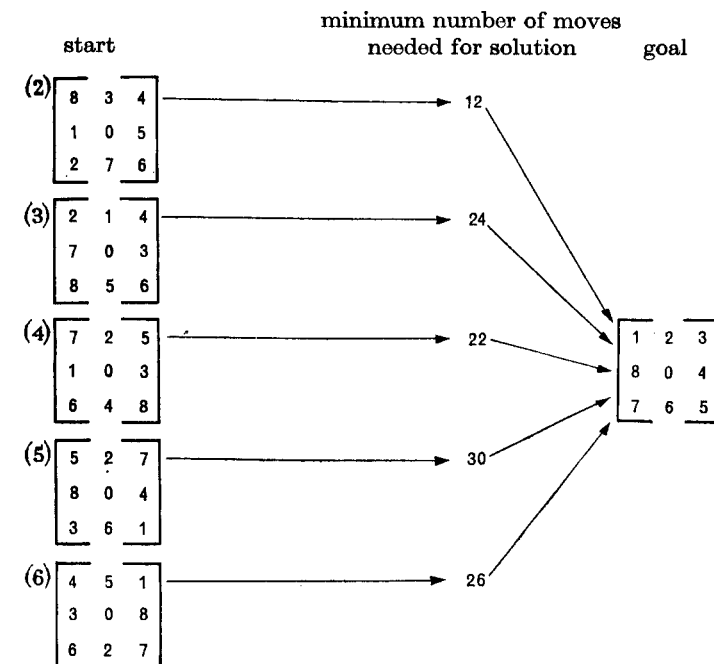 minimum number of moves
start needed for solution goal
(2) 8 3 4 12
1 0 5
2 7 6
(3) 2 1 4 24
7 0 3
8 5 6
(4) 7 2 5 22 1 2 3
1 0 3 8 0 4
6 4 8 7 6 5
(5) 5 2 7 30
8 0 4
3 6 1
(6) 4 5 1 26
3 0 8
6 2 7